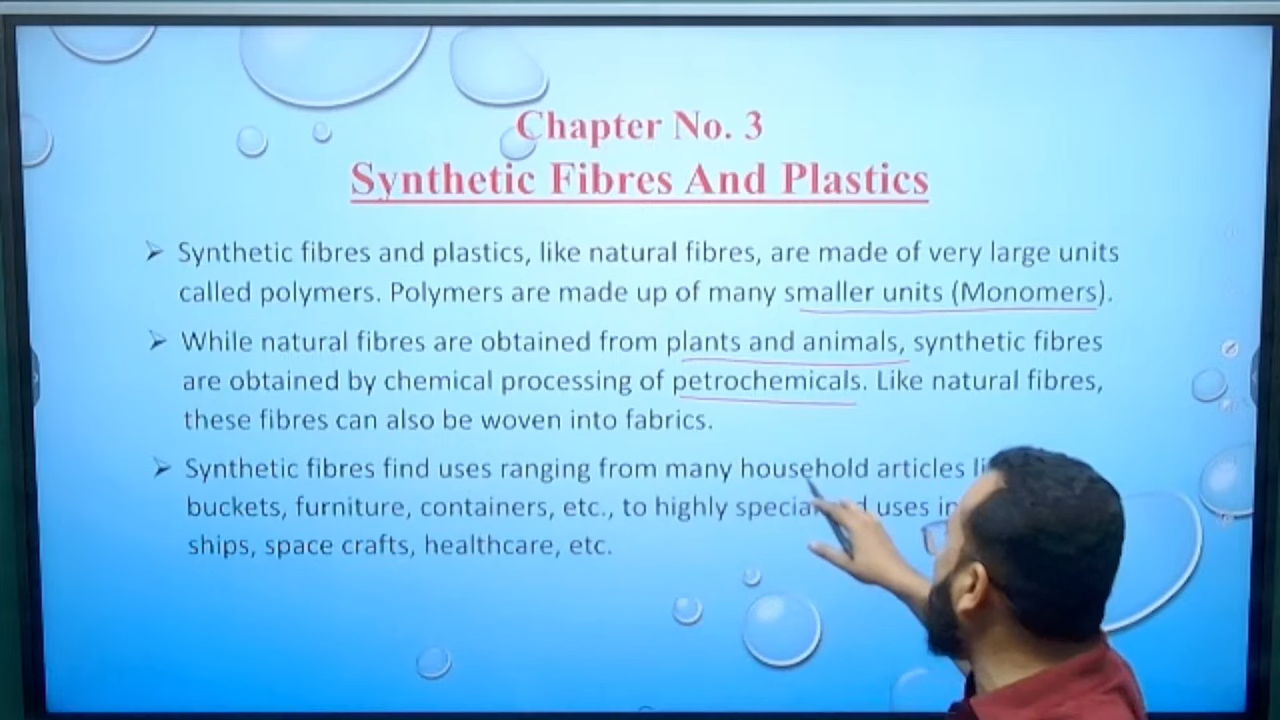 Chapter No. 3
Synthetic Fibres And Plastics
➢ Synthetic fibres and plastics, like natural fibres, are made of very large units
called polymers. Polymers are made up of many smaller units (Monomers).
➢ While natural fibres are obtained from plants and animals, synthetic fibres
are obtained by chemical processing of petrochemicals. Like natural fibres,
these fibres can also be woven into fabrics.
➢ Synthetic fibres find uses ranging from many household articles
buckets, furniture, containers, etc., to highly uses in
ships, space crafts, healthcare, etc.